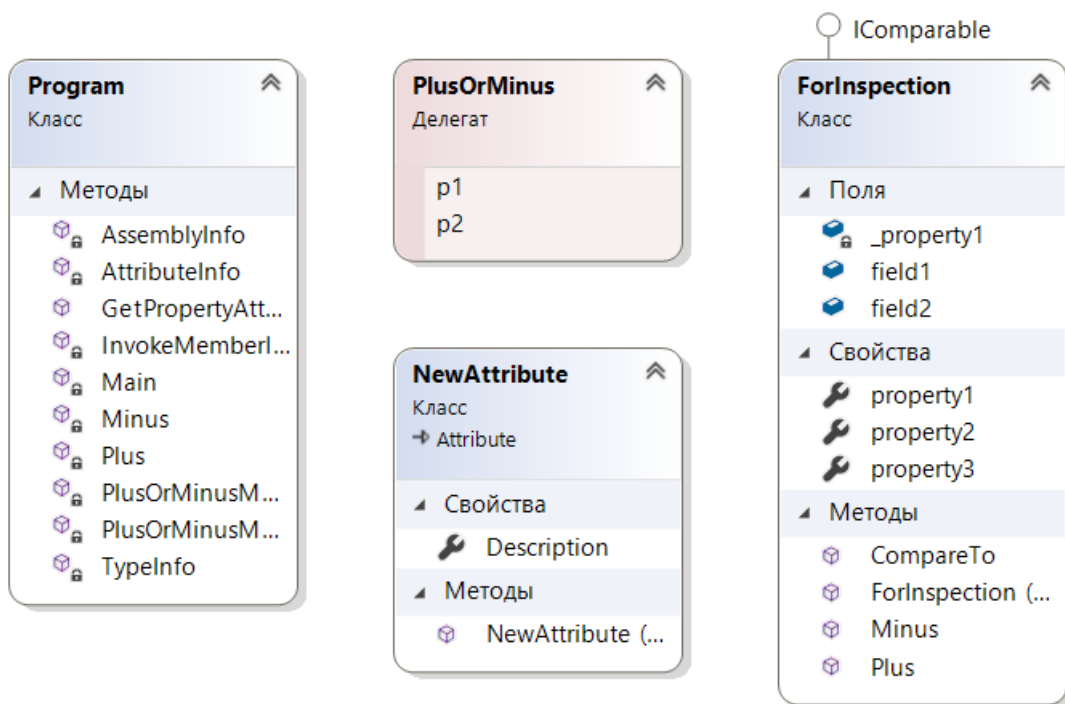 Program
Класс
Методы
AssemblyInfo
AttributeInfo
GetPropertyAtt...
InvokeMemberI...
Main
Minus
Plus
PlusOrMinusM...
PlusOrMinusM...
TypeInfo
PlusOrMinus
Делегат
p1
p2
NewAttribute
Класс
Attribute
Свойства
Description
Методы
NewAttribute (...
IComparable
ForInspection
Класс
Поля
_property1
field1
field2
Свойства
property1
property2
property3
Методы
CompareTo
ForInspection (...
Minus
Plus